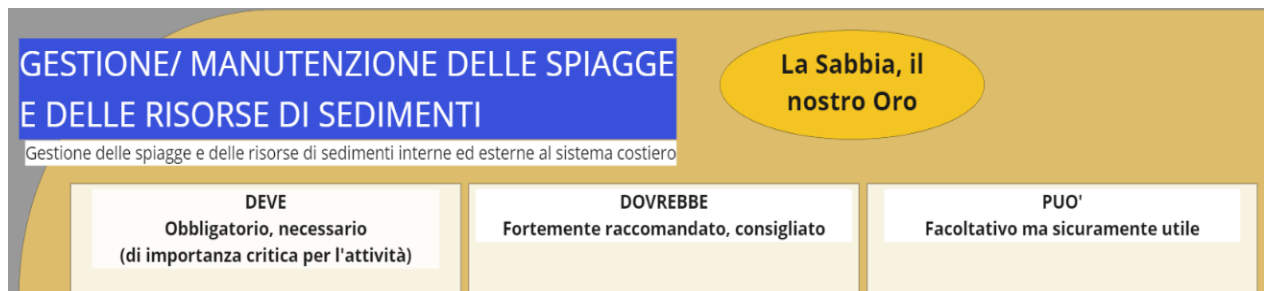 GESTIONE/ MANUTENZIONE DELLE SPIAGGE
E DELLE RISORSE DI SEDIMENTI
Gestione delle spiagge e delle risorse di sedimenti interne ed esterne al sistema costiero
La Sabbia, il
nostro Oro
DEVE
Obbligatorio, necessario
(di importanza critica per l'attività)
DOVREBBE
Fortemente raccomandato, consigliato
PUO'
Facoltativo ma sicuramente utile